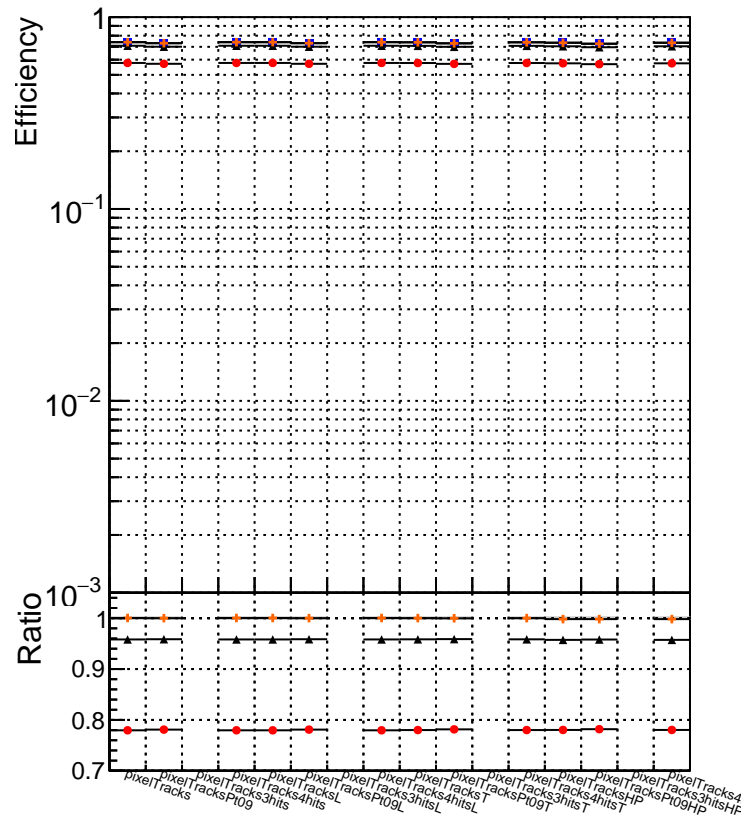 Efficiency
1
10−1
10−2
10−3
Ratio
1
0.9
0.8
0.7
pixelTracks
pixelTracksPt09
pixelTracks3hits
pixelTracks4hits
pixelTracksL
pixelTracksPt09L
pixelTracks3hitsL
pixelTracks4hitsL
pixelTracksT
pixelTracksPt09T
pixelTracks3hitsT
pixelTracks4hitsT
pixelTracksHP
pixelTracksPt09HP
pixelTracks3hitsHP
pixelTracks4